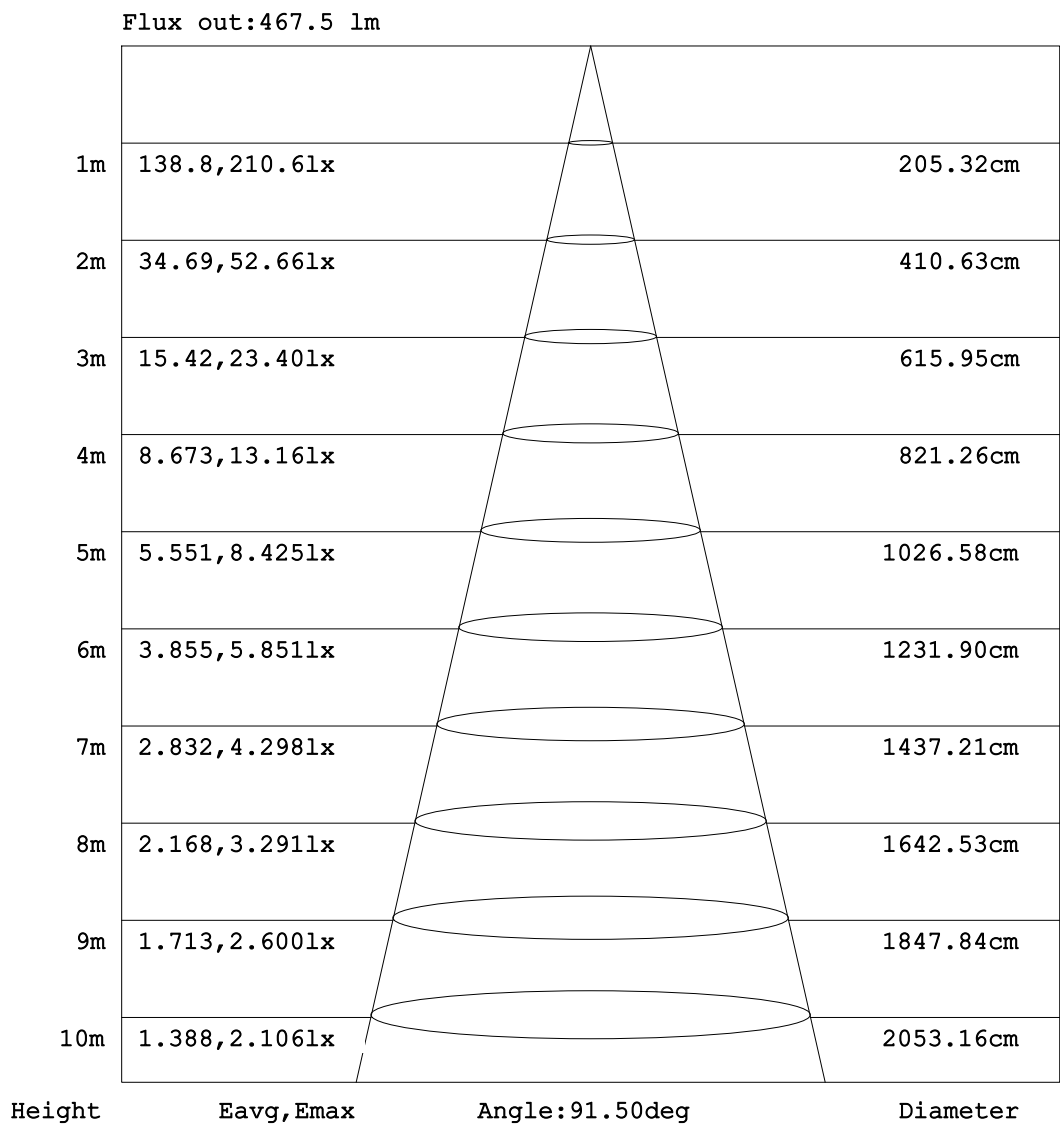 Flux out:467.5 lm
1m 138.8,210.6lx 205.32cm
2m 34.69,52.66lx 410.63cm
3m 15.42,23.40lx 615.95cm
4m 8.673,13.16lx 821.26cm
5m 5.551,8.425lx 1026.58cm
6m 3.855,5.851lx 1231.90cm
7m 2.832,4.298lx 1437.21cm
8m 2.168,3.291lx 1642.53cm
9m 1.713,2.600lx 1847.84cm
10m 1.388,2.106lx 2053.16cm
Height Eavg,Emax Angle:91.50deg Diameter